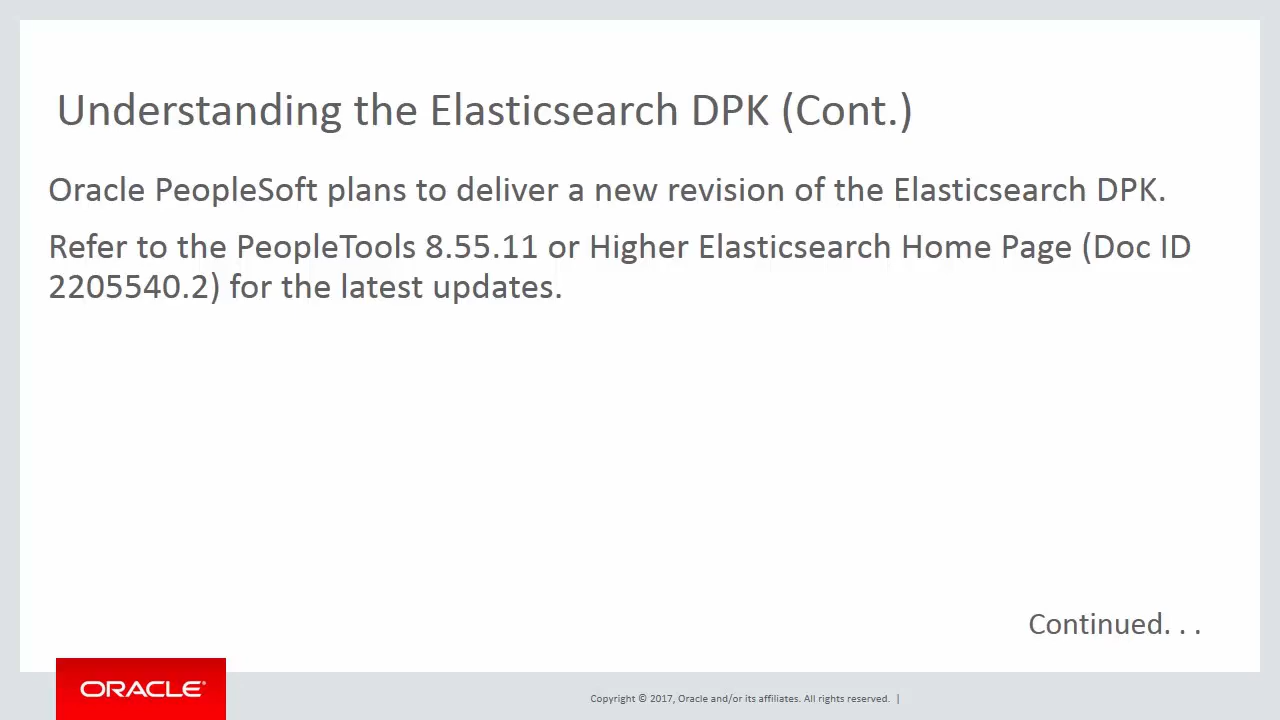 Understanding the Elasticsearch DPK (Cont.)
Oracle PeopleSoft plans to deliver a new revision of the Elasticsearch DPK.
Refer to the PeopleTools 8.55.11 or Higher Elasticsearch Home Page (Doc ID
2205540.2) for the latest updates.
Continued. . .
ORACLE®
Copyright © 2017, Oracle and/or its affiliates. All rights reserved. |